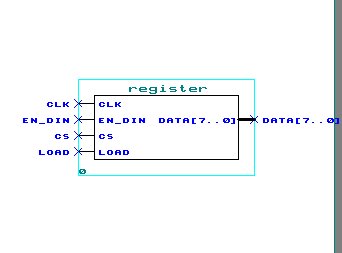 register
CLK CLK
EN_DIN EN_DIN DATA[7..0] DATA[7..0]
CS CS
LOAD LOAD
0